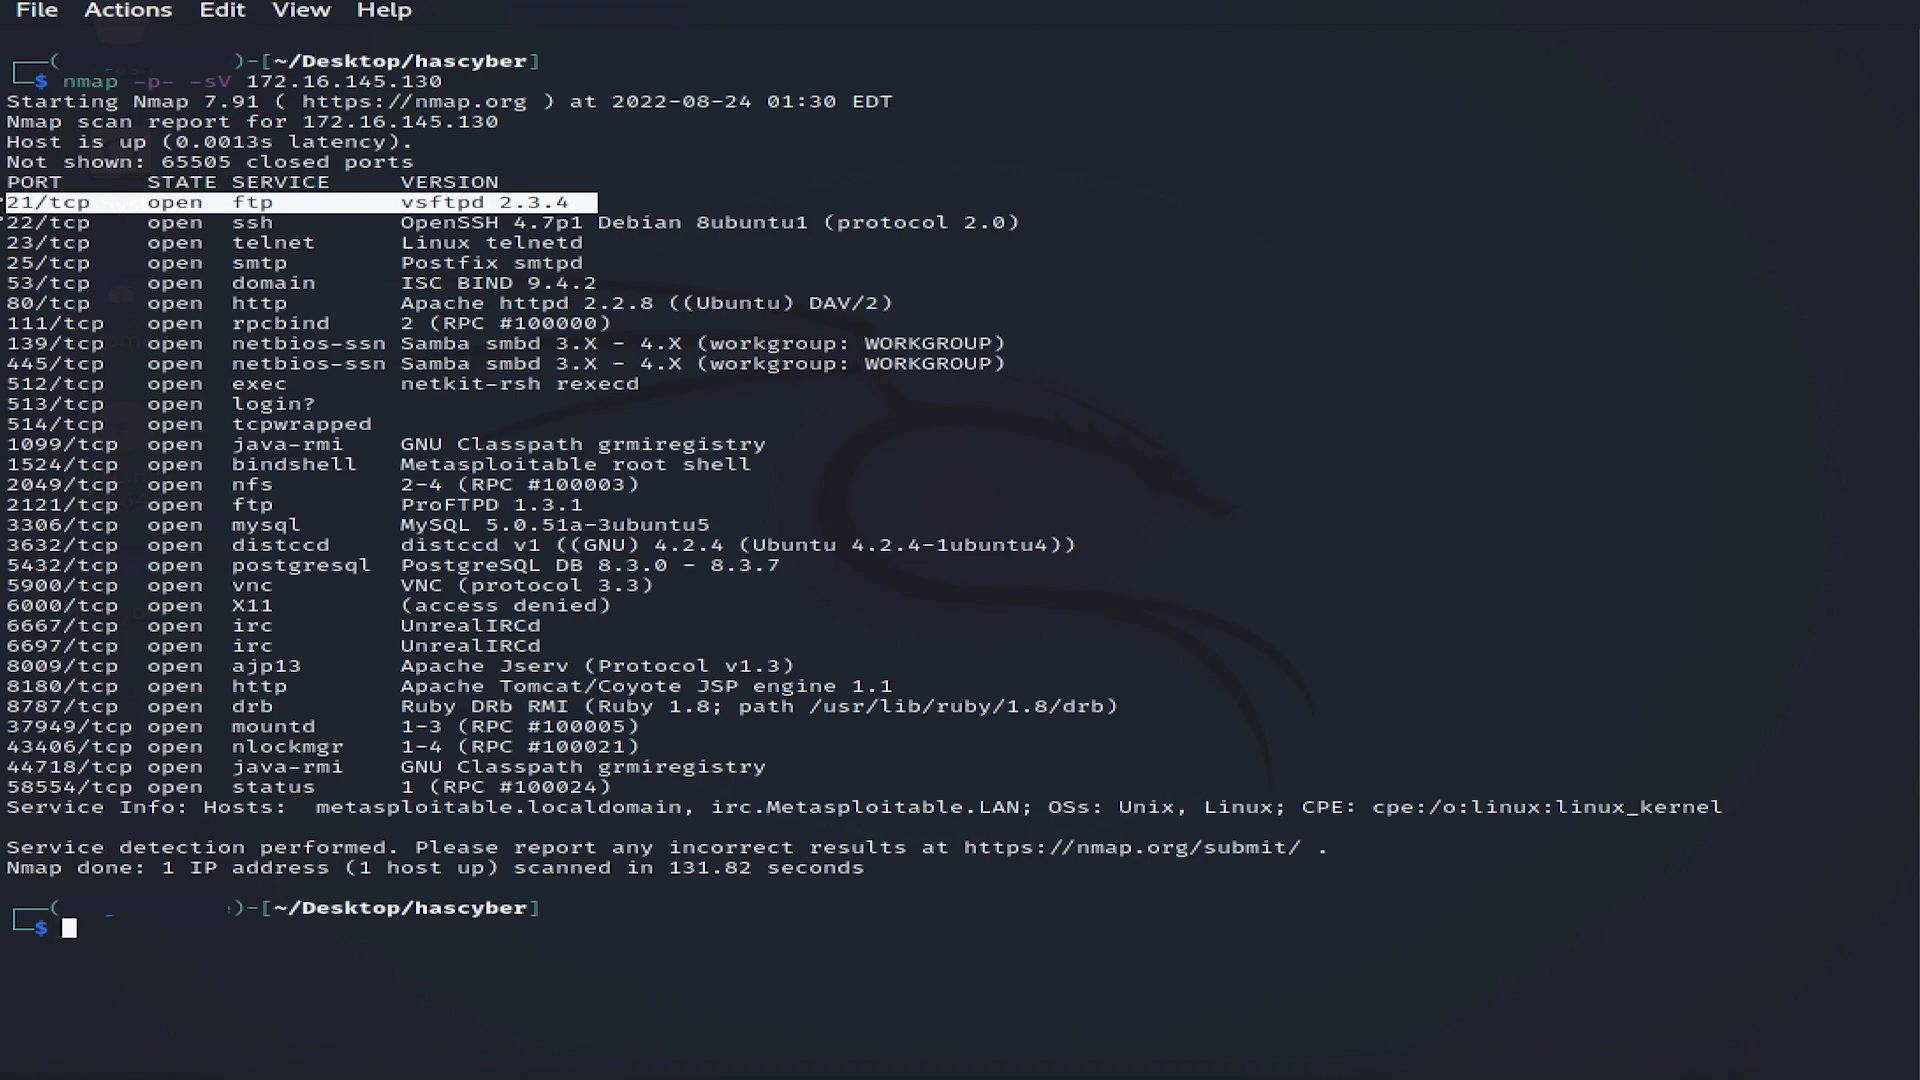 File Actions Edit View Help
┌──( )-[~/Desktop/hascyber]
└─$ nmap -p- -sV 172.16.145.130
Starting Nmap 7.91 ( https://nmap.org ) at 2022-08-24 01:30 EDT
Nmap scan report for 172.16.145.130
Host is up (0.0013s latency).
Not shown: 65505 closed ports
PORT STATE SERVICE VERSION
21/tcp open ftp vsftpd 2.3.4
22/tcp open ssh OpenSSH 4.7p1 Debian 8ubuntu1 (protocol 2.0)
23/tcp open telnet Linux telnetd
25/tcp open smtp Postfix smtpd
53/tcp open domain ISC BIND 9.4.2
80/tcp open http Apache httpd 2.2.8 ((Ubuntu) DAV/2)
111/tcp open rpcbind 2 (RPC #100000)
139/tcp open netbios-ssn Samba smbd 3.X - 4.X (workgroup: WORKGROUP)
445/tcp open netbios-ssn Samba smbd 3.X - 4.X (workgroup: WORKGROUP)
512/tcp open exec netkit-rsh rexecd
513/tcp open login?
514/tcp open tcpwrapped
1099/tcp open java-rmi GNU Classpath grmiregistry
1524/tcp open bindshell Metasploitable root shell
2049/tcp open nfs 2-4 (RPC #100003)
2121/tcp open ftp ProFTPD 1.3.1
3306/tcp open mysql MySQL 5.0.51a-3ubuntu5
3632/tcp open distccd distccd v1 ((GNU) 4.2.4 (Ubuntu 4.2.4-1ubuntu4))
5432/tcp open postgresql PostgreSQL DB 8.3.0 - 8.3.7
5900/tcp open vnc VNC (protocol 3.3)
6000/tcp open X11 (access denied)
6667/tcp open irc UnrealIRCd
6697/tcp open irc UnrealIRCd
8009/tcp open ajp13 Apache Jserv (Protocol v1.3)
8180/tcp open http Apache Tomcat/Coyote JSP engine 1.1
8787/tcp open drb Ruby DRb RMI (Ruby 1.8; path /usr/lib/ruby/1.8/drb)
37949/tcp open mountd 1-3 (RPC #100005)
43406/tcp open nlockmgr 1-4 (RPC #100021)
44718/tcp open java-rmi GNU Classpath grmiregistry
58554/tcp open status 1 (RPC #100024)
Service Info: Hosts: metasploitable.localdomain, irc.Metasploitable.LAN; OSs: Unix, Linux; CPE: cpe:/o:linux:linux_kernel
Service detection performed. Please report any incorrect results at https://nmap.org/submit/ .
Nmap done: 1 IP address (1 host up) scanned in 131.82 seconds
┌──( )-[~/Desktop/hascyber]
└─$